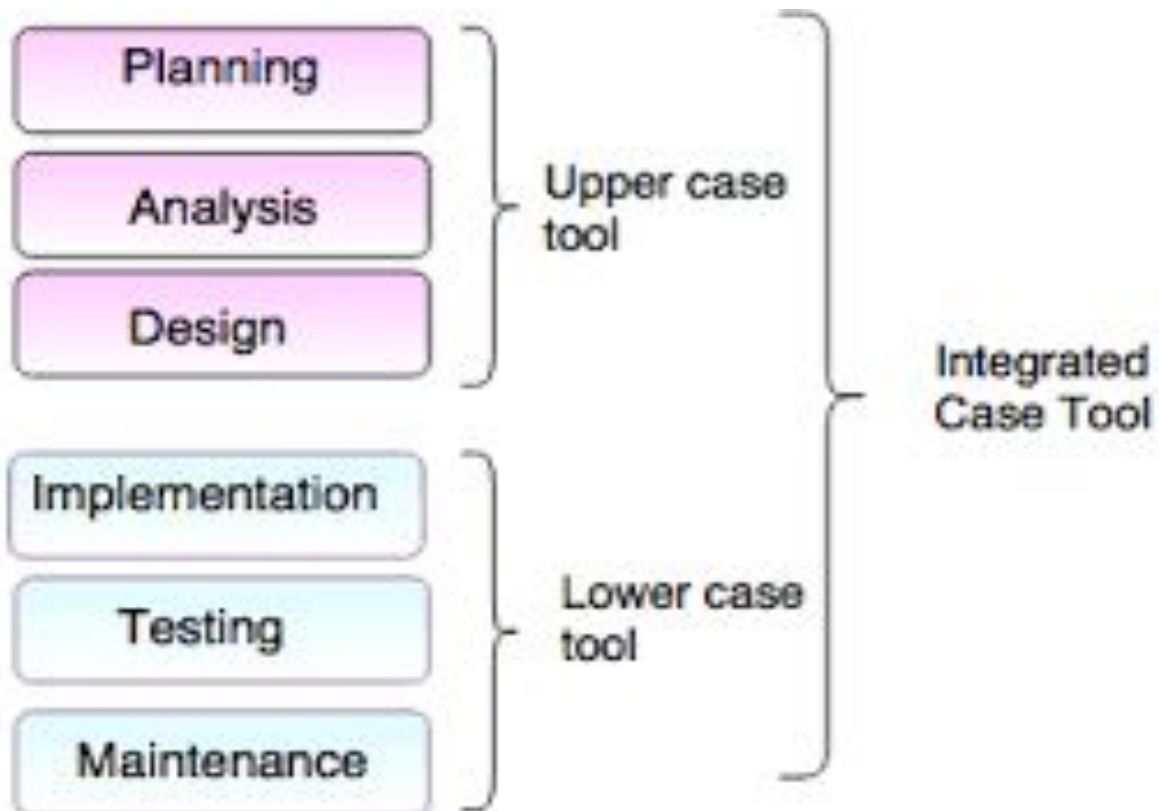 Planning
Analysis
Design
Upper case
tool
Implementation
Testing
Maintenance
Lower case
tool
Integrated
Case Tool